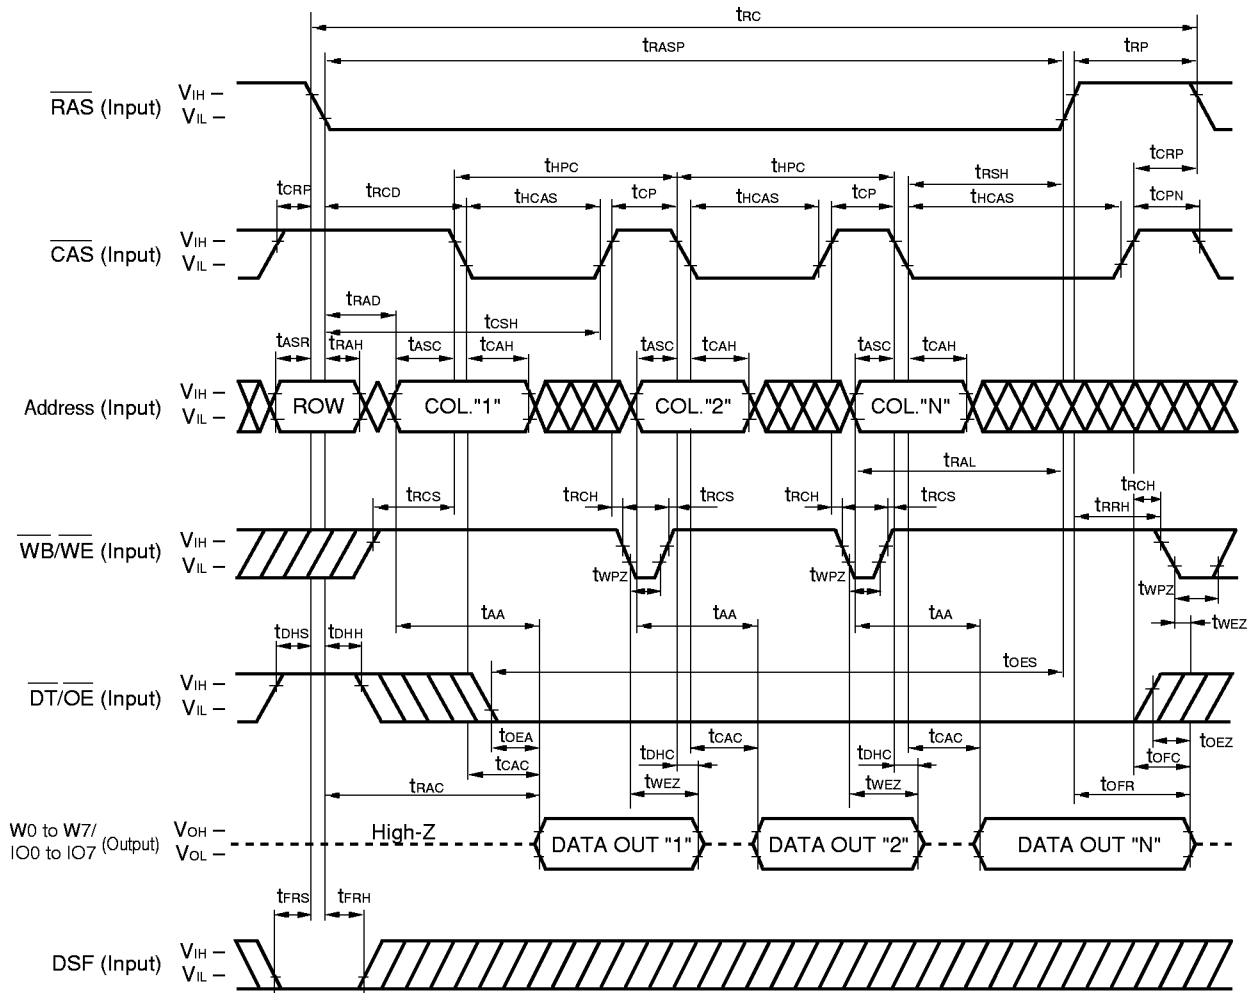 tRC
tRASP tRP
RAS (Input) VIH VIL
tCRP tRCD tHPC tHPC tRSH tCRP
tHCAS tCP tHCAS tCP tHCAS tCPN
CAS (Input) VIH VIL
tRAD
tCSH
tASR tRAH tASC tCAH tASC tCAH tASC tCAH
Address (Input) VIH VIL ROW COL."1" COL."2" COL."N"
tRAL
tRCS tRCH tRCS tRCH tRCS tRCH
tRRH
WB/WE (Input) VIH VIL
tWPZ tWPZ tWPZ
tAA tAA tAA tWEZ
tDHS tDHH
tOES
DT/OE (Input) VIH VIL
tOEA tCAC tCAC tOEZ
tCAC tDHC tDHC tOFC
tRAC tWEZ tWEZ tOFR
W0 to W7/
IO0 to IO7 (Output) VOH VOL High-Z DATA OUT "1" DATA OUT "2" DATA OUT "N"
tFRS tFRH
DSF (Input) VIH VIL